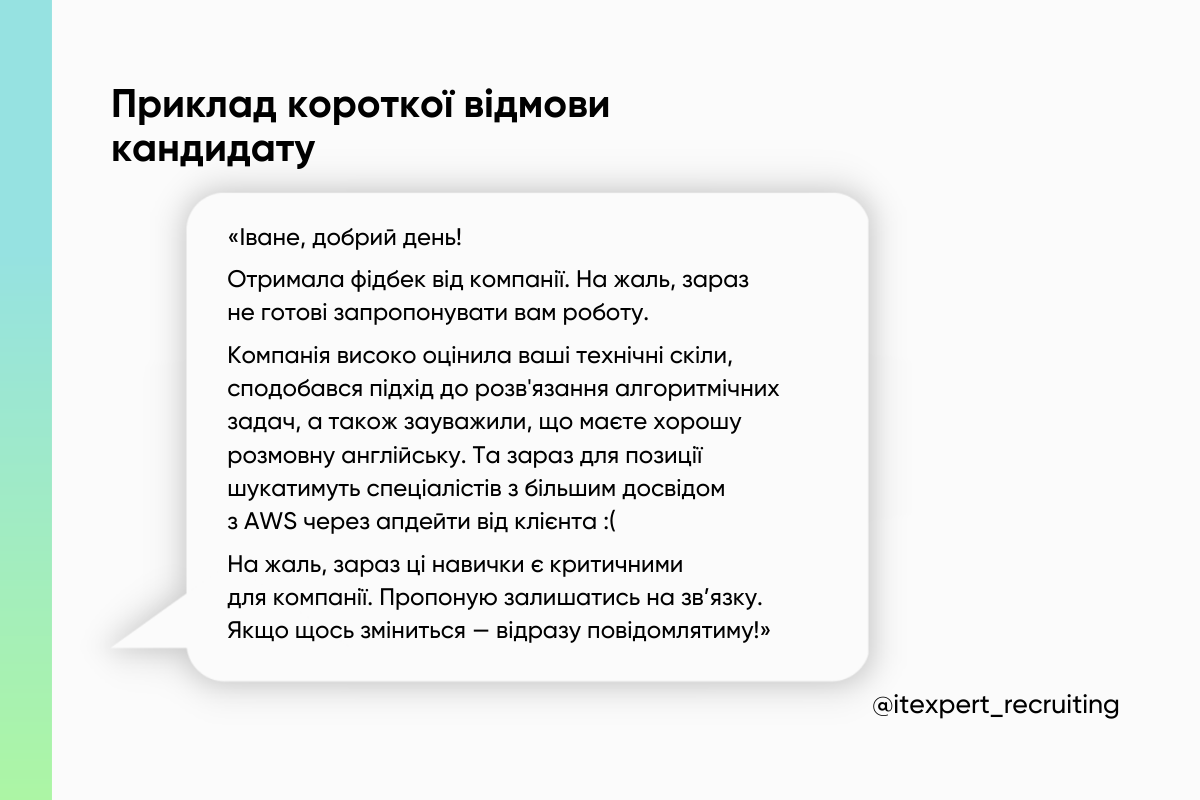 Приклад короткої відмови
кандидату
«Іване, добрий день!
Отримала фідбек від компанії. На жаль, зараз
не готові запропонувати вам роботу.
Компанія високо оцінила ваші технічні скіли,
сподобався підхід до розв'язання алгоритмічних
задач, а також зауважили, що маєте хорошу
розмовну англійську. Та зараз для позиції
шукатимуть спеціалістів з більшим досвідом
з AWS через апдейти від клієнта :(
На жаль, зараз ці навички є критичними
для компанії. Пропоную залишатись на зв’язку.
Якщо щось зміниться — відразу повідомлятиму!»
@itexpert_recruiting